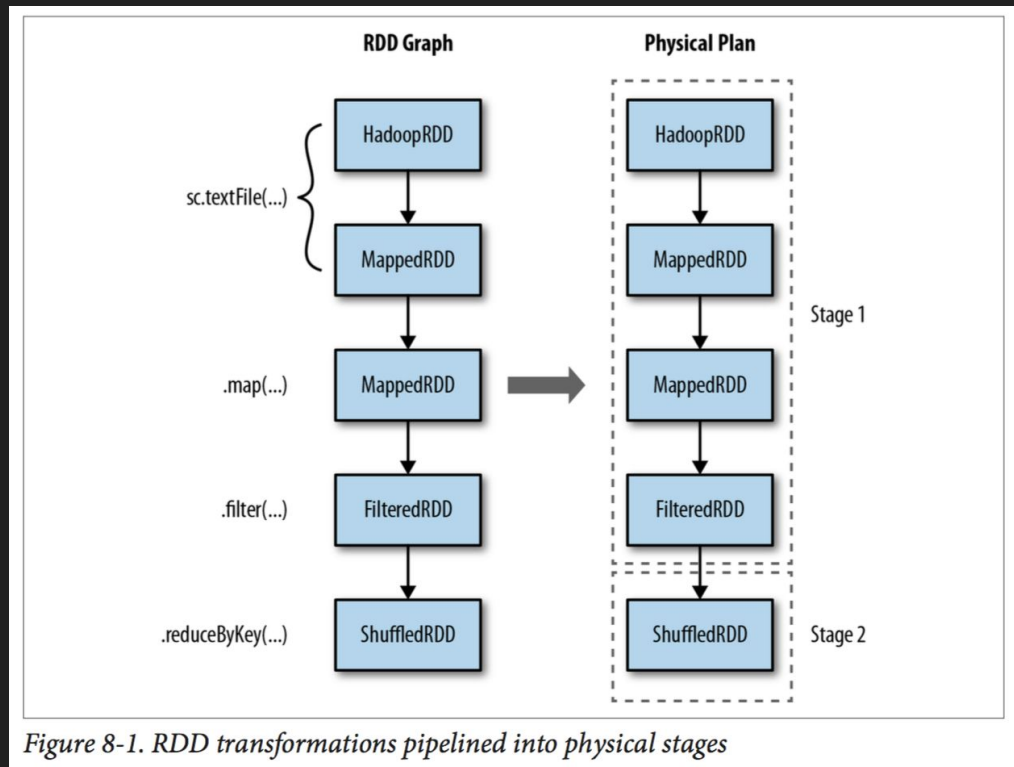 RDD Graph
Physical Plan
HadoopRDD
HadoopRDD
sc.textFile(...)
MappedRDD
MappedRDD
Stage 1
.map(...)
MappedRDD
MappedRDD
.filter(...)
FilteredRDD
FilteredRDD
.reduceByKey(...)
ShuffledRDD
ShuffledRDD
Stage 2
Figure 8-1. RDD transformations pipelined into physical stages